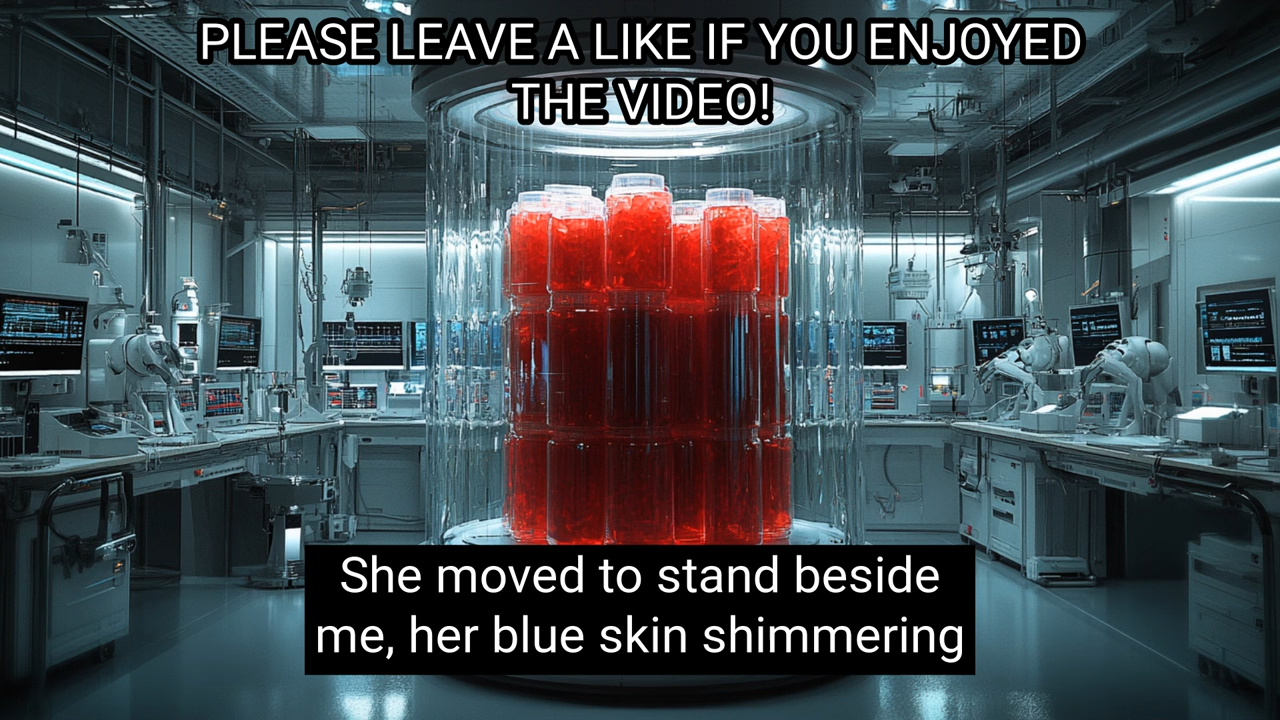 PLEASE LEAVE A LIKE IF YOU ENJOYED
THE VIDEO!
She moved to stand beside
me, her blue skin shimmering